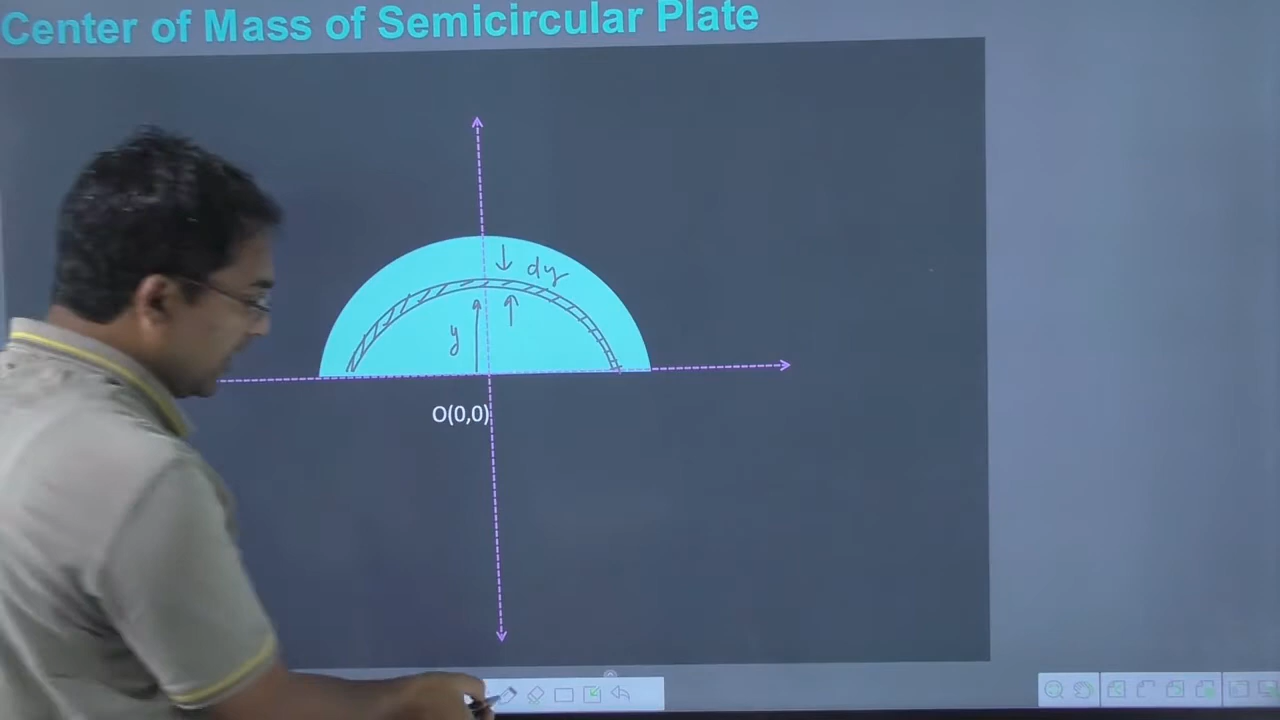 Center of Mass of Semicircular Plate
dy
y
O(0,0)